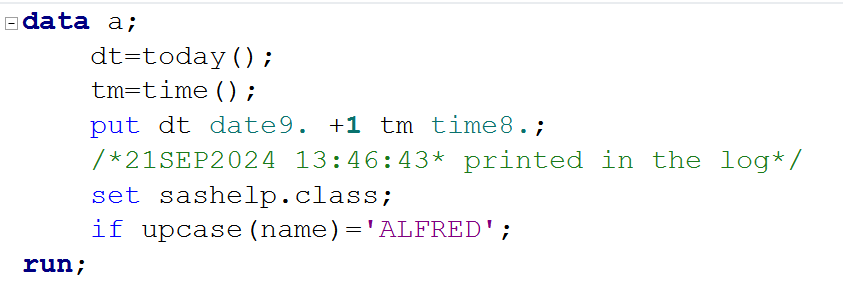 data a;
dt=today();
tm=time();
put dt date9. +1 tm time8.;
/*21SEP2024 13:46:43* printed in the log*/
set sashelp.class;
if upcase(name)='ALFRED';
run;